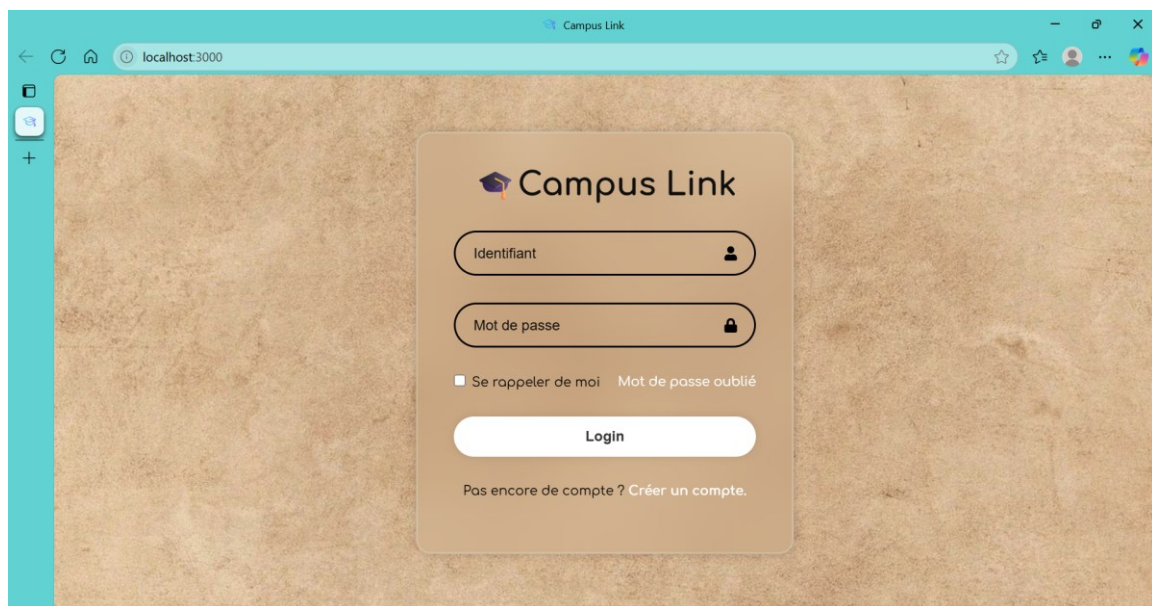 Campus Link
localhost:3000
Campus Link
Identifiant
Mot de passe
Se rappeler de moi Mot de passe oublié
Login
Pas encore de compte ? Créer un compte.